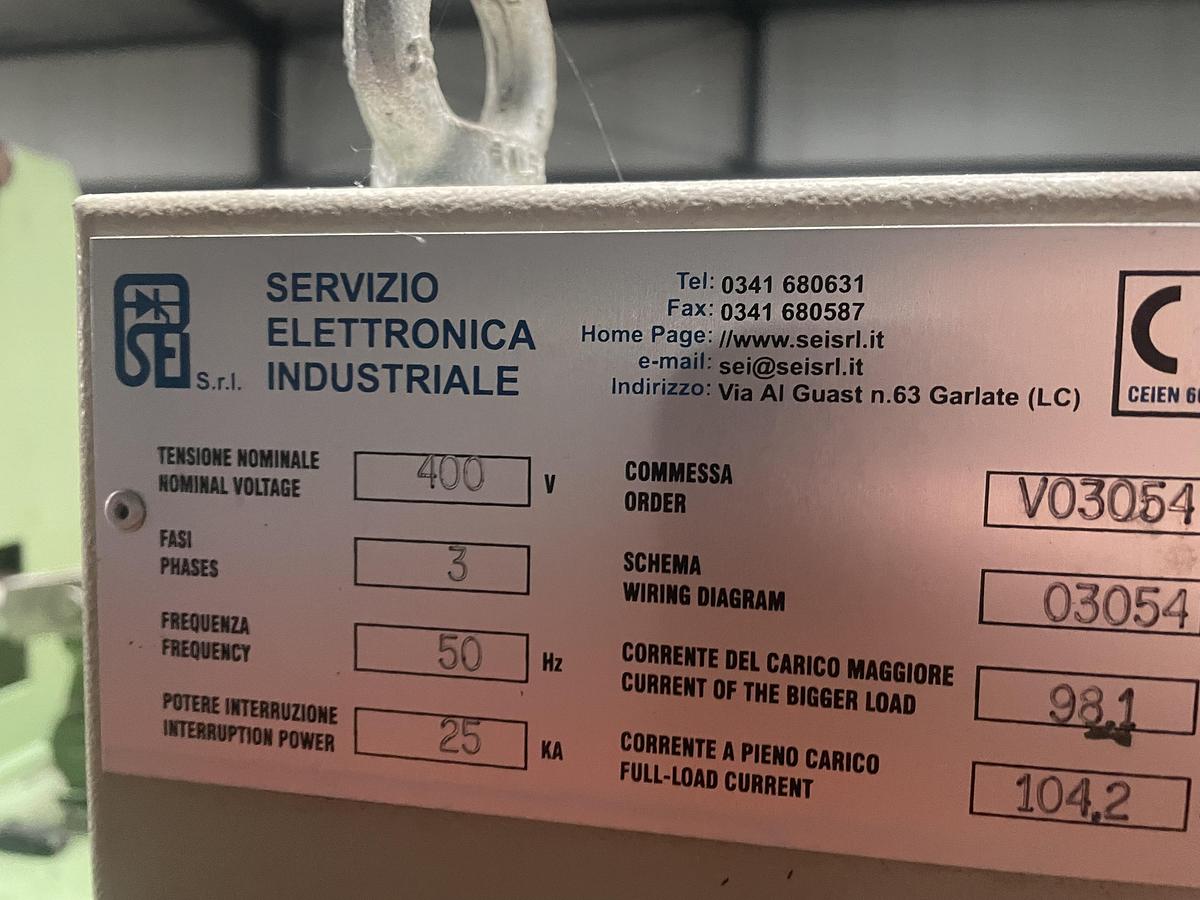 SEI S.r.l.
SERVIZIO
ELETTRONICA
INDUSTRIALE
Tel: 0341 680631
Fax: 0341 680587
Home Page: //www.seisrl.it
e-mail: sei@seisrl.it
Indirizzo: Via Al Guast n.63 Garlate (LC)
C
CEIEN 60
TENSIONE NOMINALE
NOMINAL VOLTAGE
400 V
FASI
PHASES
3
FREQUENZA
FREQUENCY
50 Hz
POTERE INTERRUZIONE
INTERRUPTION POWER
25 KA
COMMESSA
ORDER
V03054
SCHEMA
WIRING DIAGRAM
03054
CORRENTE DEL CARICO MAGGIORE
CURRENT OF THE BIGGER LOAD
98.1
CORRENTE A PIENO CARICO
FULL-LOAD CURRENT
104,2